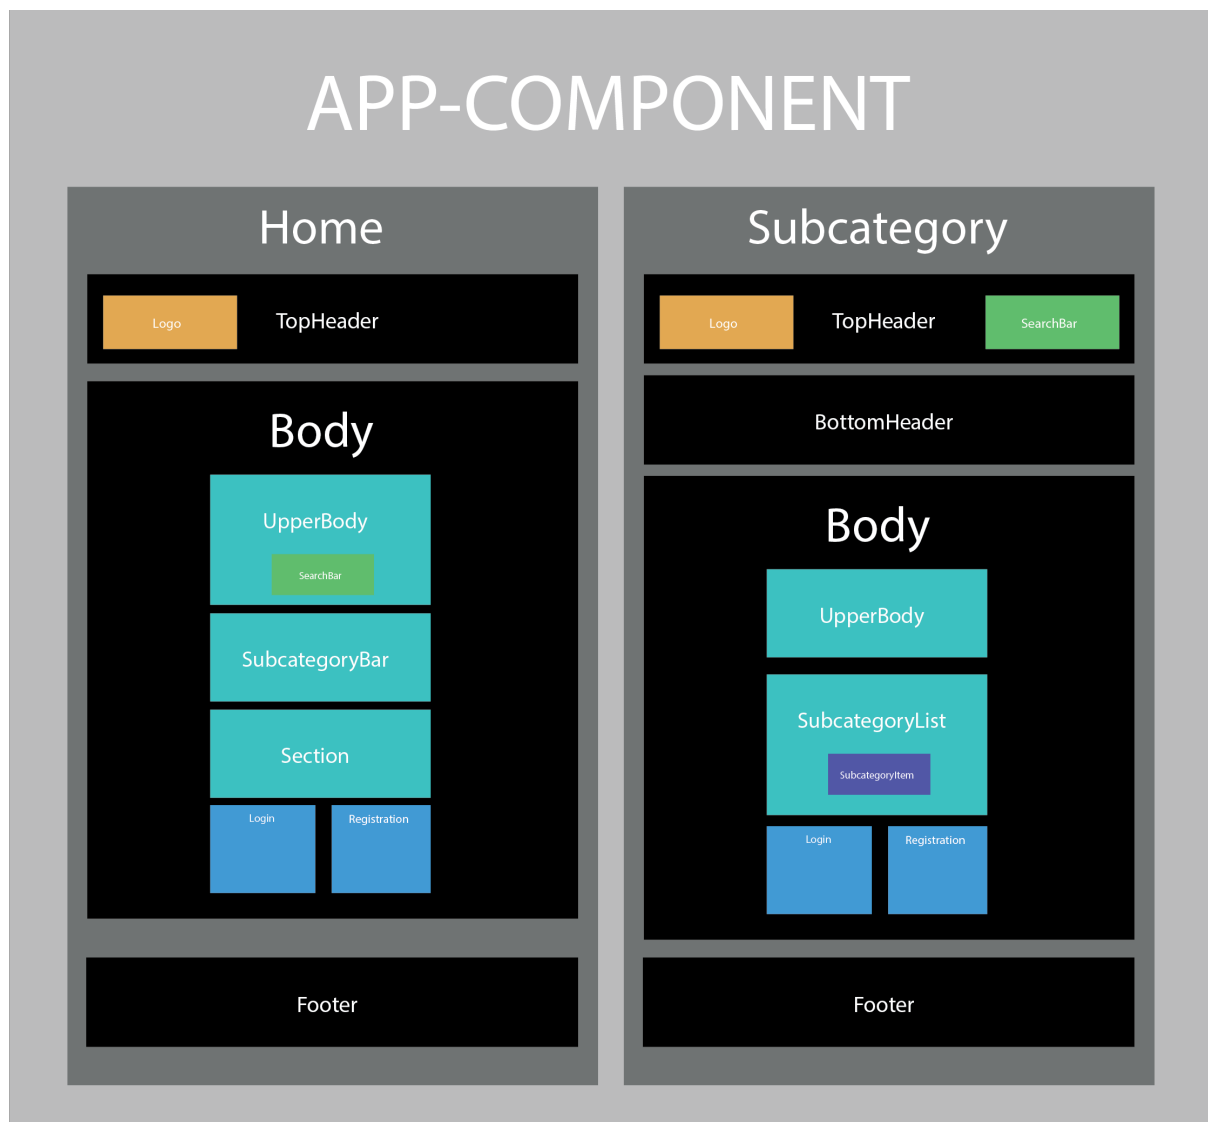 APP-COMPONENT
Home
Logo
TopHeader
Body
UpperBody
SearchBar
SubcategoryBar
Section
Login
Registration
Footer
Subcategory
Logo
TopHeader
SearchBar
BottomHeader
Body
UpperBody
SubcategoryList
SubcategoryItem
Login
Registration
Footer